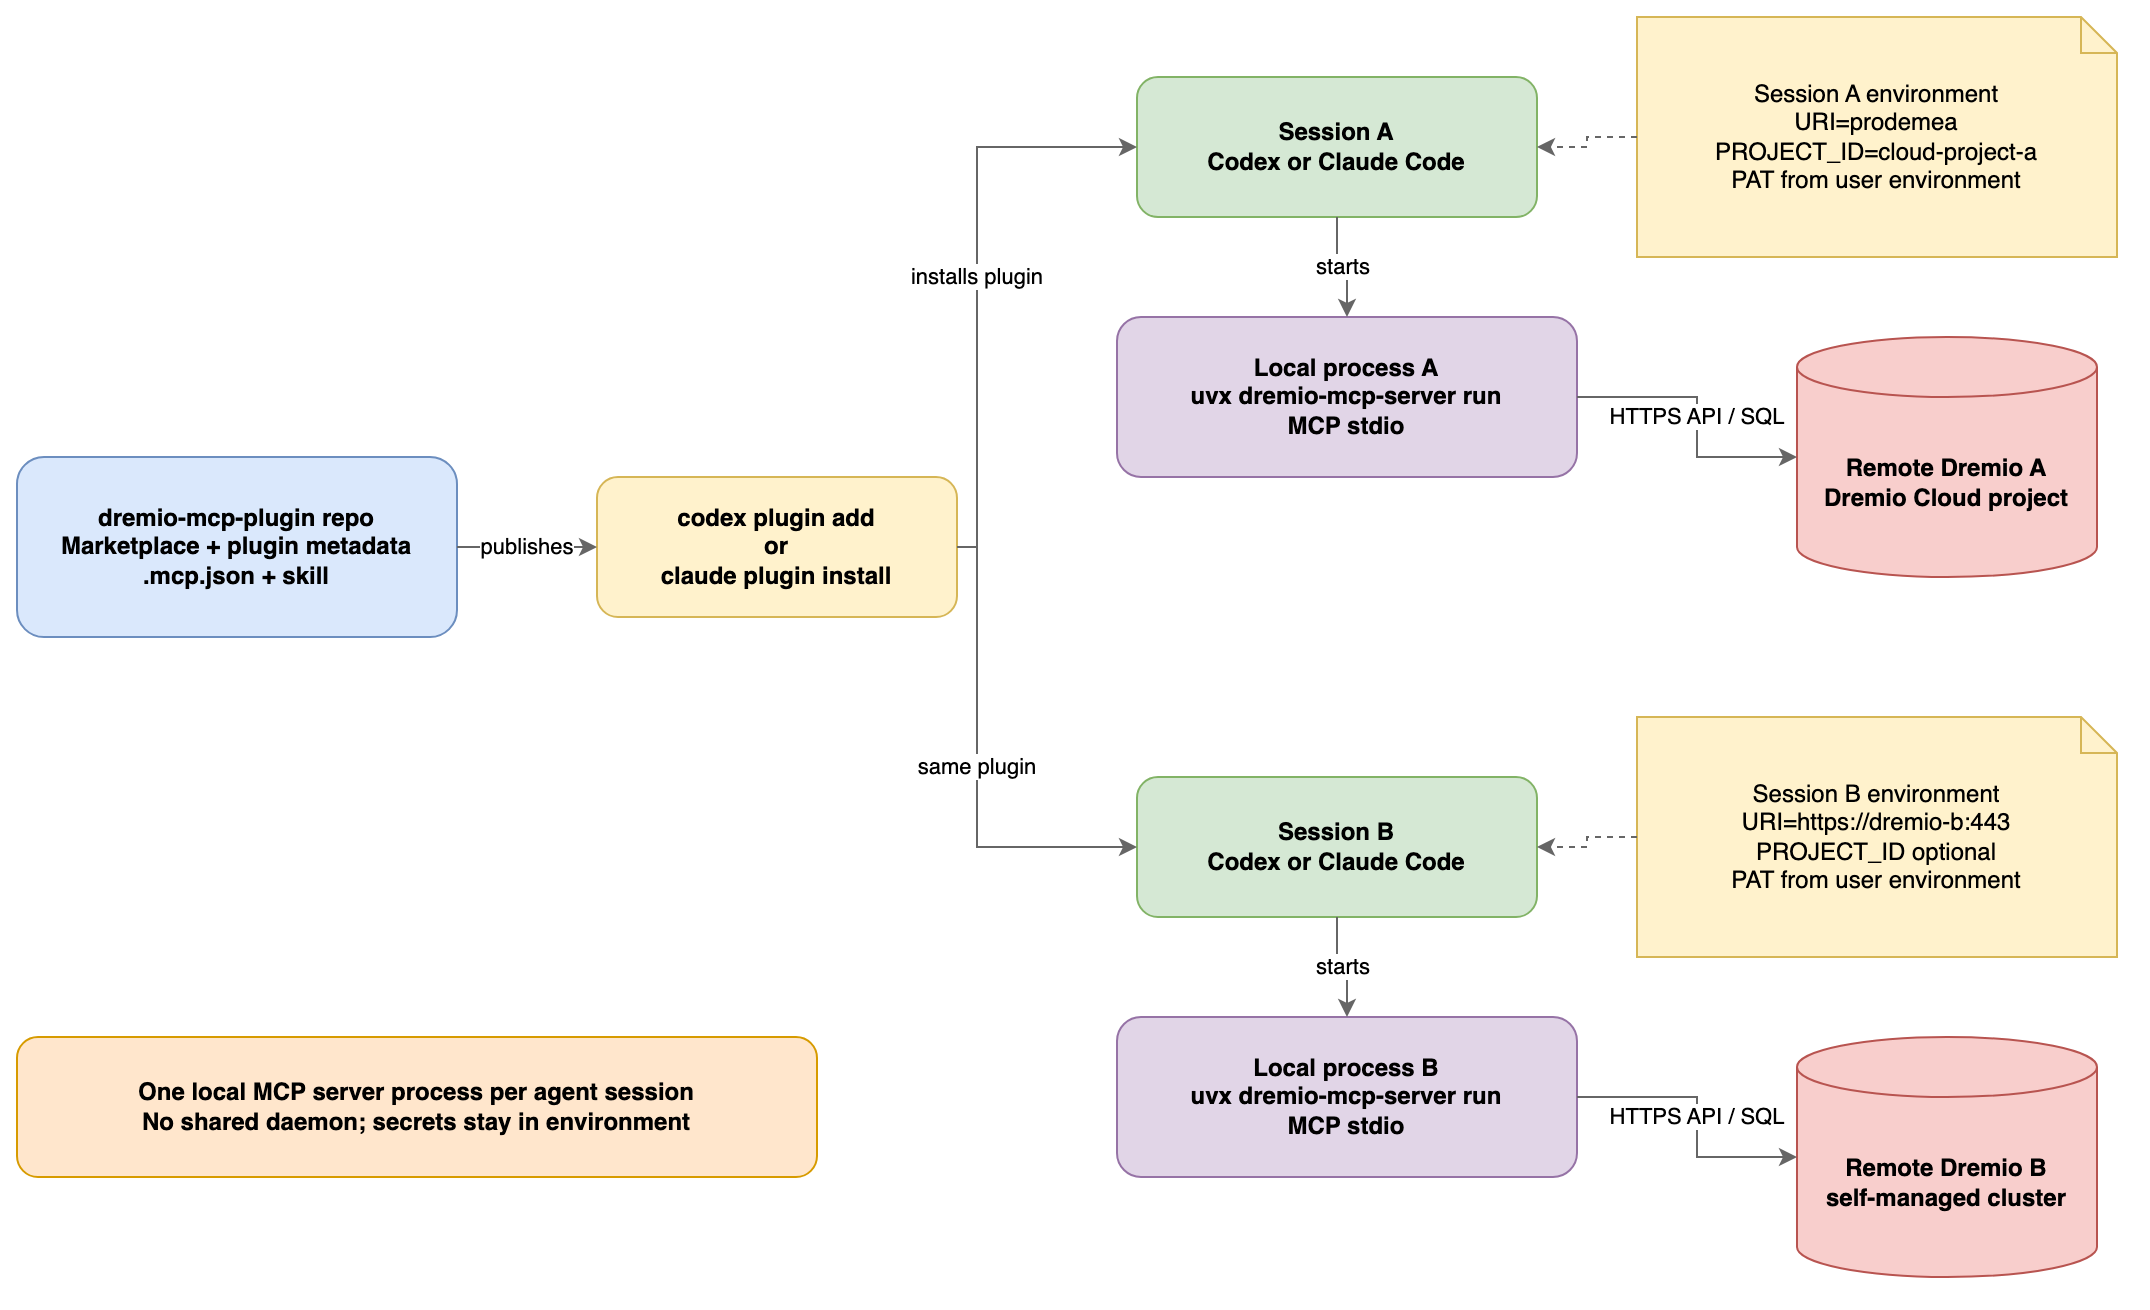 Session A environment
URI=prodemea
PROJECT_ID=cloud-project-a
PAT from user environment
Session A
Codex or Claude Code
installs plugin
starts
Local process A
uvx dremio-mcp-server run
MCP stdio
HTTPS API / SQL
Remote Dremio A
Dremio Cloud project
dremio-mcp-plugin repo
Marketplace + plugin metadata
.mcp.json + skill
publishes
codex plugin add
or
claude plugin install
same plugin
Session B environment
URI=https://dremio-b:443
PROJECT_ID optional
PAT from user environment
Session B
Codex or Claude Code
starts
Local process B
uvx dremio-mcp-server run
MCP stdio
HTTPS API / SQL
Remote Dremio B
self-managed cluster
One local MCP server process per agent session
No shared daemon; secrets stay in environment